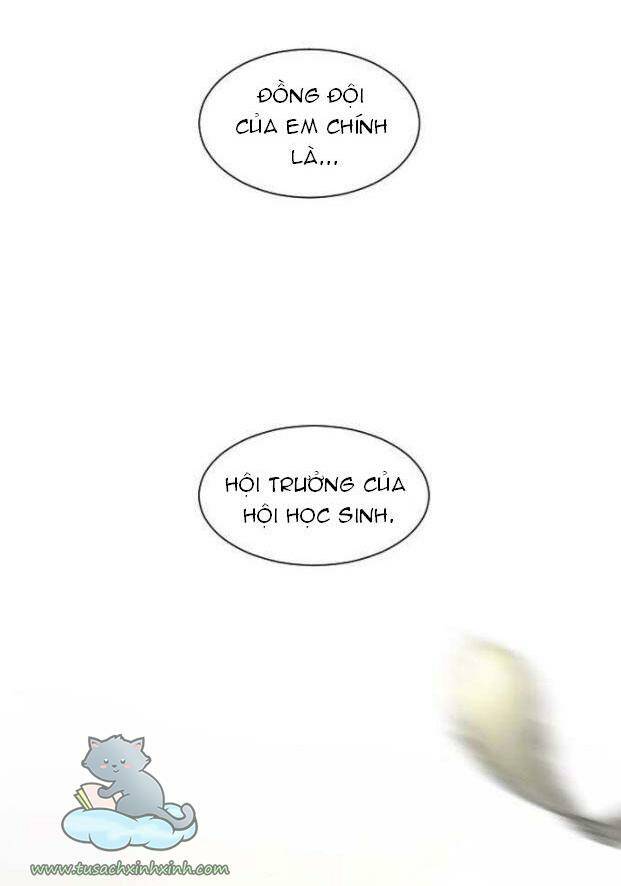 ĐỒNG ĐỘI
CỦA EM CHÍNH
LÀ...
HỘI TRƯỞNG CỦA
HỘI HỌC SINH.
www.tusachxinhxinh.com